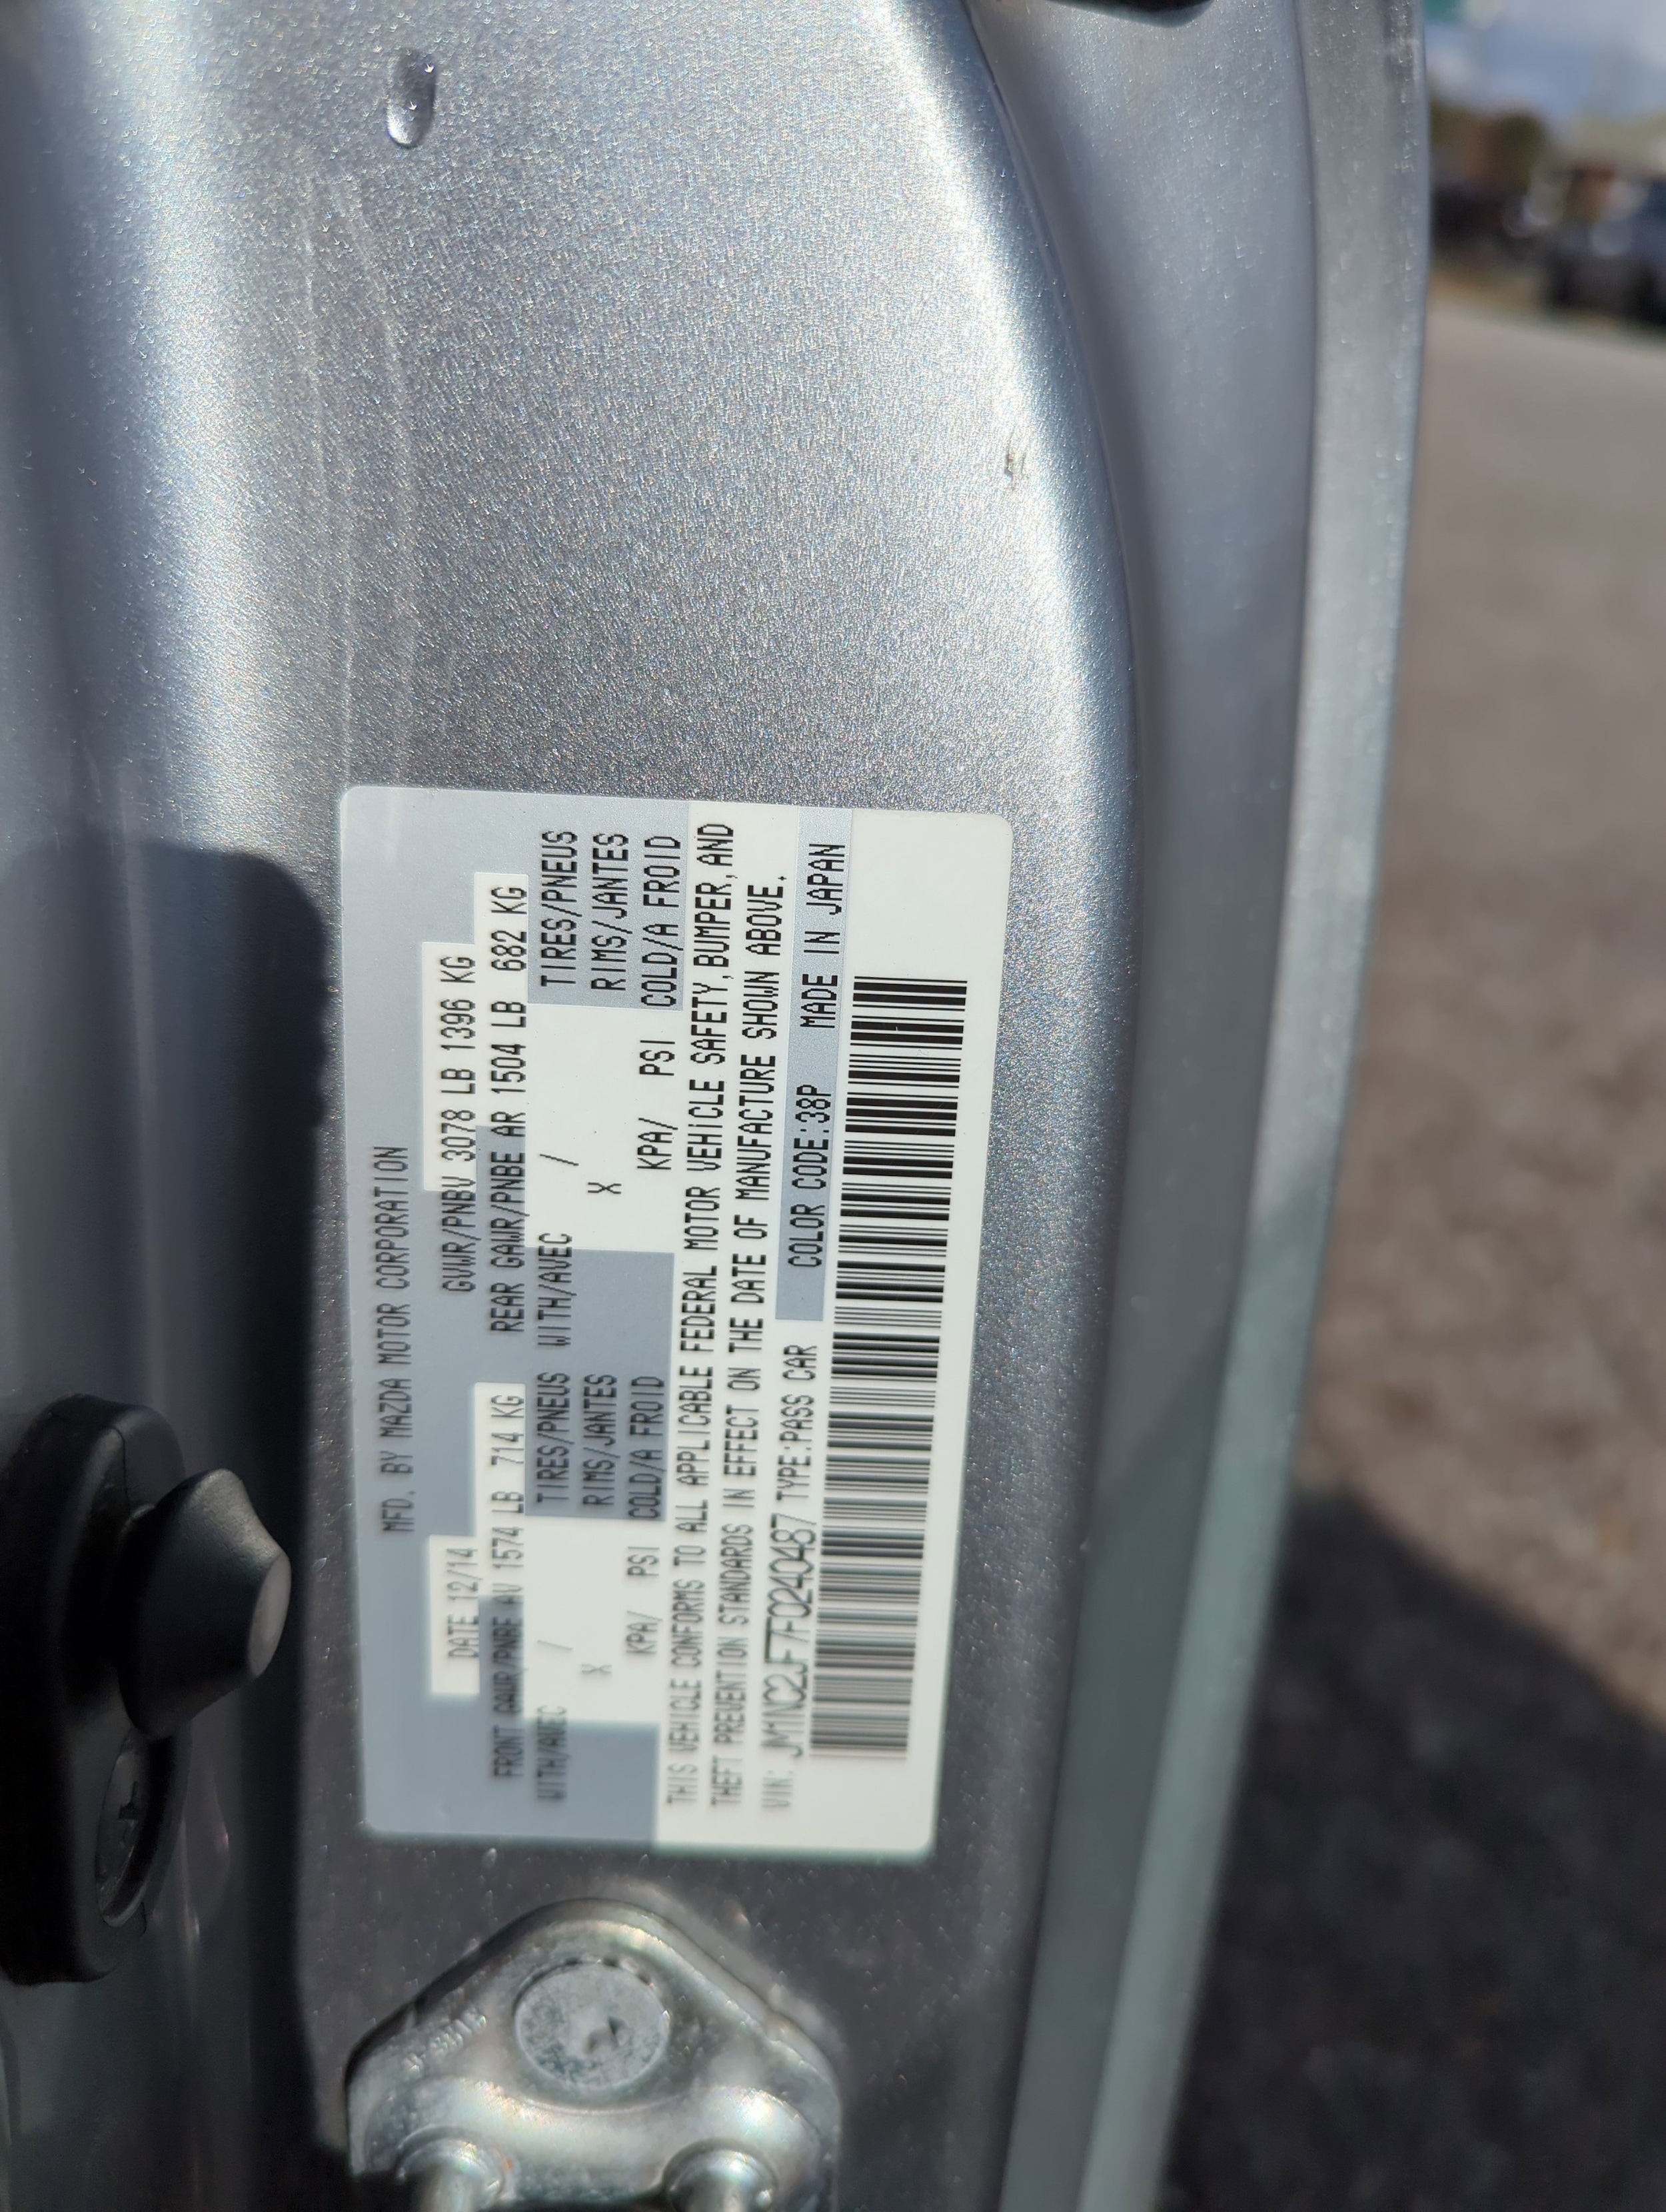 MFD. BY MAZDA MOTOR CORPORATION
DATE 12/14 GVWR/PNBV 3078 LB 1396 KG
FRONT GAWR/PNBE AV 1574 LB 714 KG REAR GAWR/PNBE AR 1504 LB 682 KG
WITH/AVEC / TIRES/PNEUS WITH/AVEC / TIRES/PNEUS
X RIMS/JANTES X RIMS/JANTES
KPA/ PSI COLD/A FROID KPA/ PSI COLD/A FROID
THIS VEHICLE CONFORMS TO ALL APPLICABLE FEDERAL MOTOR VEHICLE SAFETY, BUMPER, AND
THEFT PREVENTION STANDARDS IN EFFECT ON THE DATE OF MANUFACTURE SHOWN ABOVE.
VIN: JM1NC2JF7F0240487 TYPE:PASS CAR COLOR CODE:38P MADE IN JAPAN